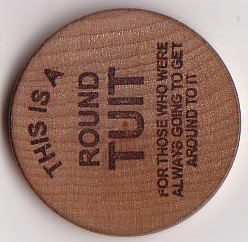 THIS IS A
ROUND
TUIT
FOR THOSE WHO WERE
ALWAYS GOING TO GET
AROUND TO IT